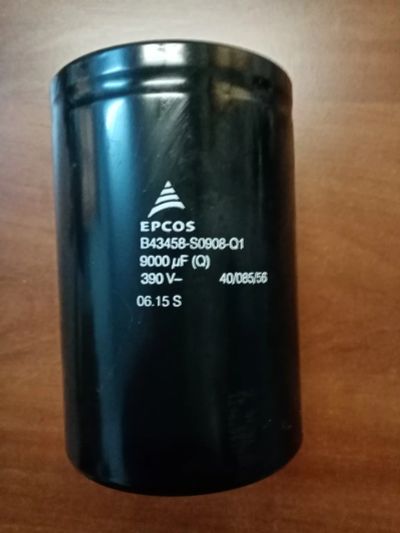 EPCOS
B43458-S0908-Q1
9000 µF (Q)
390 V– 40/085/56
06.15 S